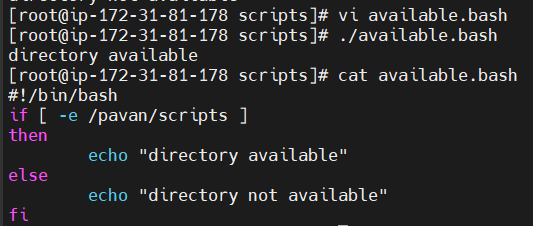 [root@ip-172-31-81-178 scripts]# vi available.bash
[root@ip-172-31-81-178 scripts]# ./available.bash
directory available
[root@ip-172-31-81-178 scripts]# cat available.bash
#!/bin/bash
if [ -e /pavan/scripts ]
then
        echo "directory available"
else
        echo "directory not available"
fi